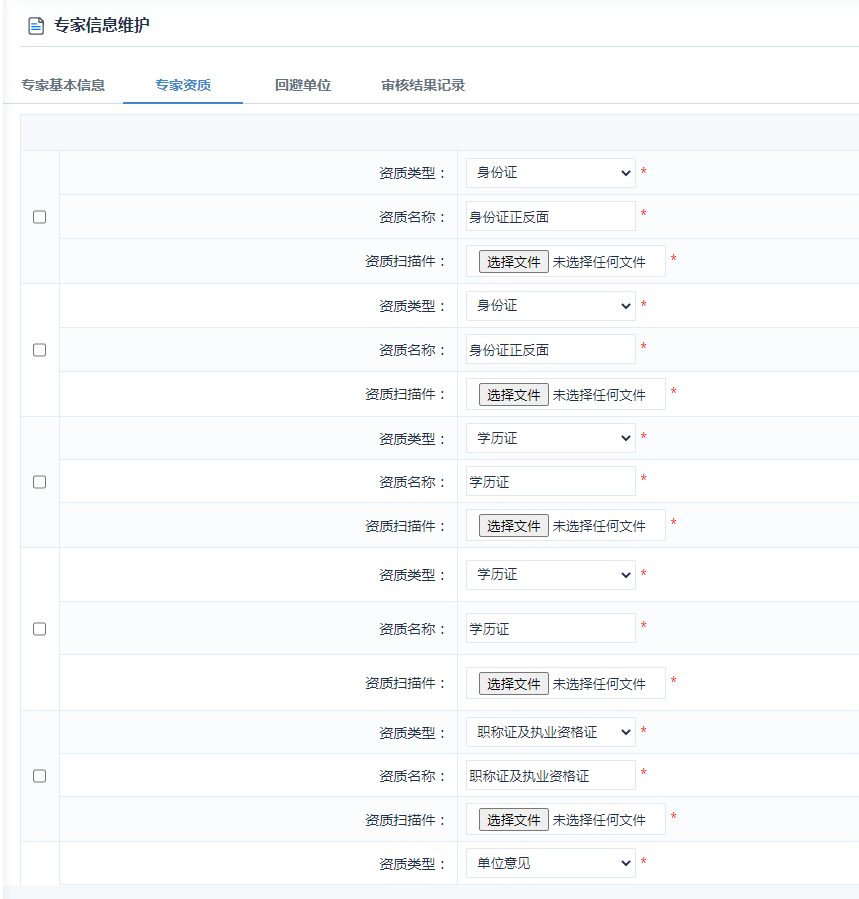 专家信息维护
专家基本信息 专家资质 回避单位 审核结果记录
资质类型： 身份证 *
资质名称： 身份证正反面 *
资质扫描件： 选择文件 未选择任何文件 *
资质类型： 身份证 *
资质名称： 身份证正反面 *
资质扫描件： 选择文件 未选择任何文件 *
资质类型： 学历证 *
资质名称： 学历证 *
资质扫描件： 选择文件 未选择任何文件 *
资质类型： 学历证 *
资质名称： 学历证 *
资质扫描件： 选择文件 未选择任何文件 *
资质类型： 职称证及执业资格证 *
资质名称： 职称证及执业资格证 *
资质扫描件： 选择文件 未选择任何文件 *
资质类型： 单位意见 *